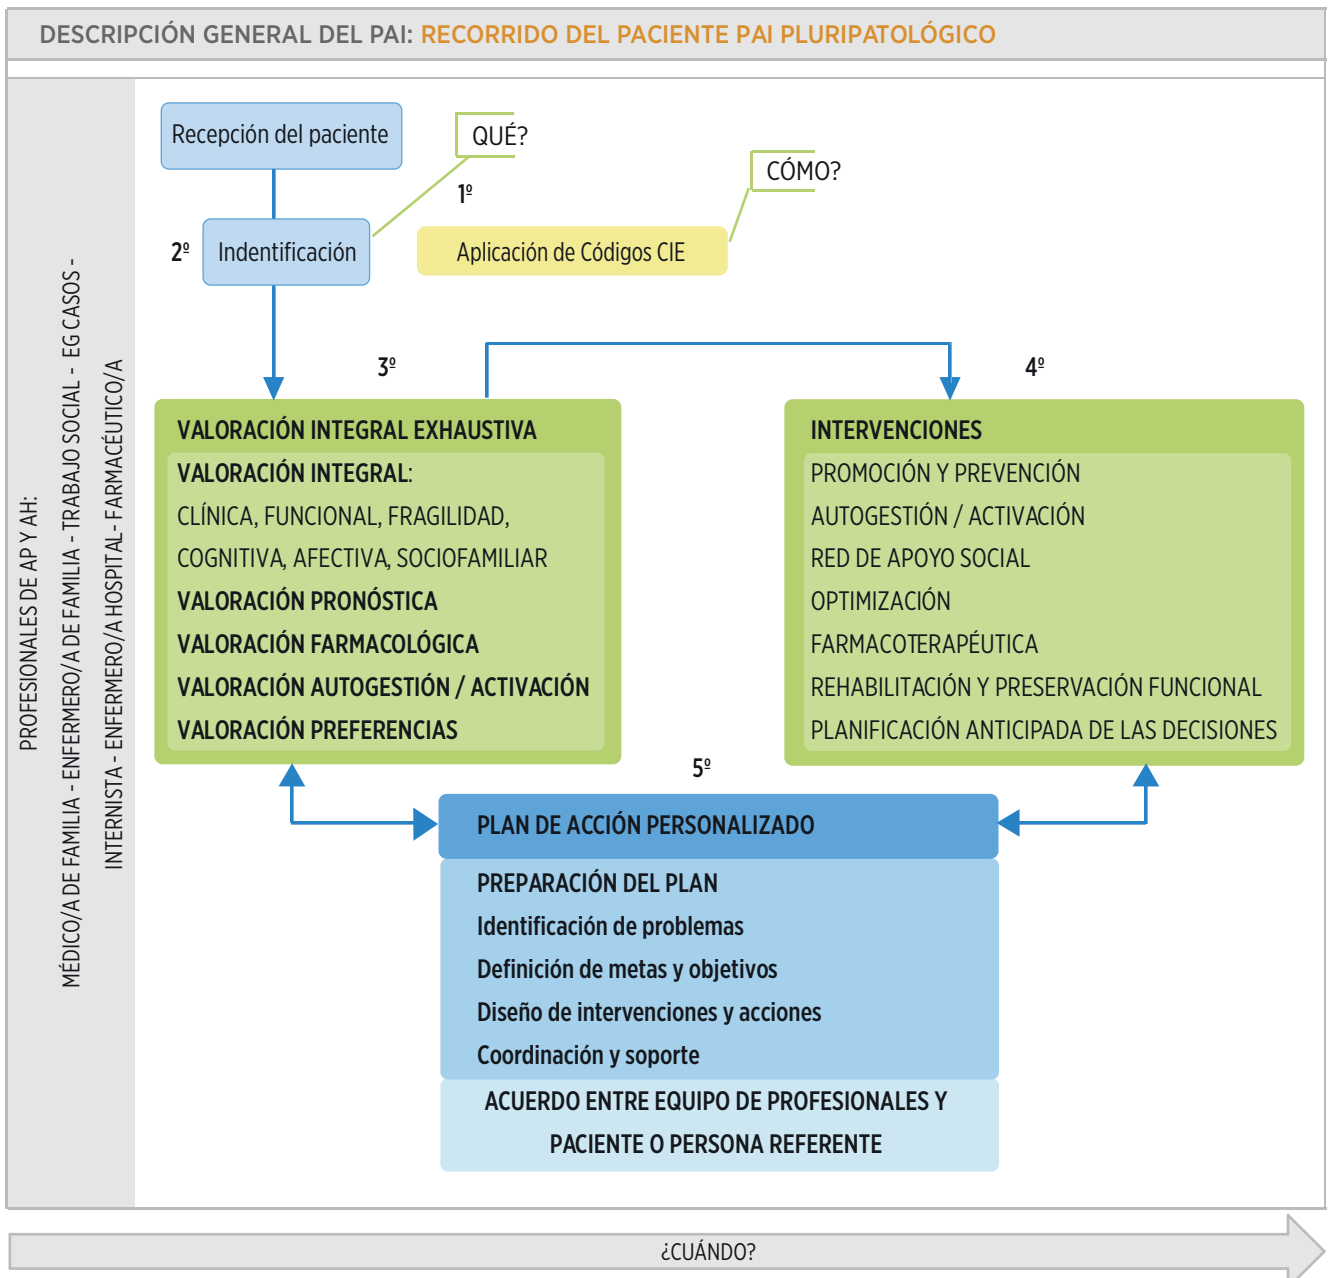 DESCRIPCIÓN GENERAL DEL PAI: RECORRIDO DEL PACIENTE PAI PLURIPATOLÓGICO
PROFESIONALES DE AP Y AH:
MÉDICO/A DE FAMILIA - ENFERMERO/A DE FAMILIA - TRABAJO SOCIAL - EG CASOS -
INTERNISTA - ENFERMERO/A HOSPITAL- FARMACÉUTICO/A
Recepción del paciente
QUÉ?
CÓMO?
1º
2º
Indentificación
Aplicación de Códigos CIE
3º
4º
VALORACIÓN INTEGRAL EXHAUSTIVA
VALORACIÓN INTEGRAL:
CLÍNICA, FUNCIONAL, FRAGILIDAD,
COGNITIVA, AFECTIVA, SOCIOFAMILIAR
VALORACIÓN PRONÓSTICA
VALORACIÓN FARMACOLÓGICA
VALORACIÓN AUTOGESTIÓN / ACTIVACIÓN
VALORACIÓN PREFERENCIAS
INTERVENCIONES
PROMOCIÓN Y PREVENCIÓN
AUTOGESTIÓN / ACTIVACIÓN
RED DE APOYO SOCIAL
OPTIMIZACIÓN
FARMACOTERAPÉUTICA
REHABILITACIÓN Y PRESERVACIÓN FUNCIONAL
PLANIFICACIÓN ANTICIPADA DE LAS DECISIONES
5º
PLAN DE ACCIÓN PERSONALIZADO
PREPARACIÓN DEL PLAN
Identificación de problemas
Definición de metas y objetivos
Diseño de intervenciones y acciones
Coordinación y soporte
ACUERDO ENTRE EQUIPO DE PROFESIONALES Y
PACIENTE O PERSONA REFERENTE
¿CUÁNDO?